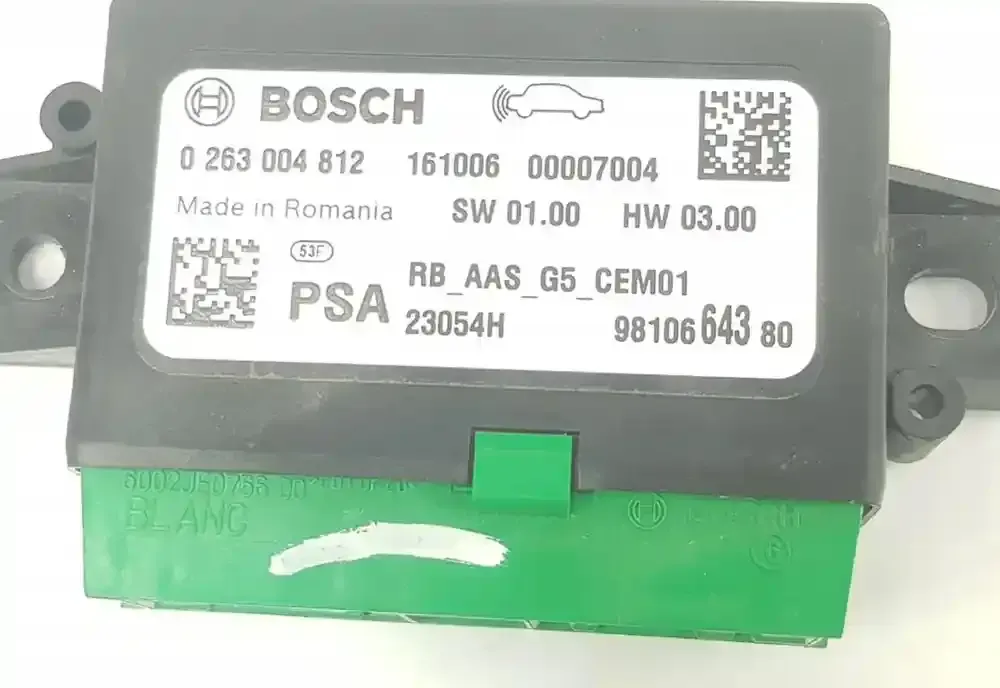 BOSCH
0 263 004 812 161006 00007004
Made in Romania SW 01.00 HW 03.00
53F RB_AAS_G5_CEM01
PSA 23054H 98106 643 80
BLANC